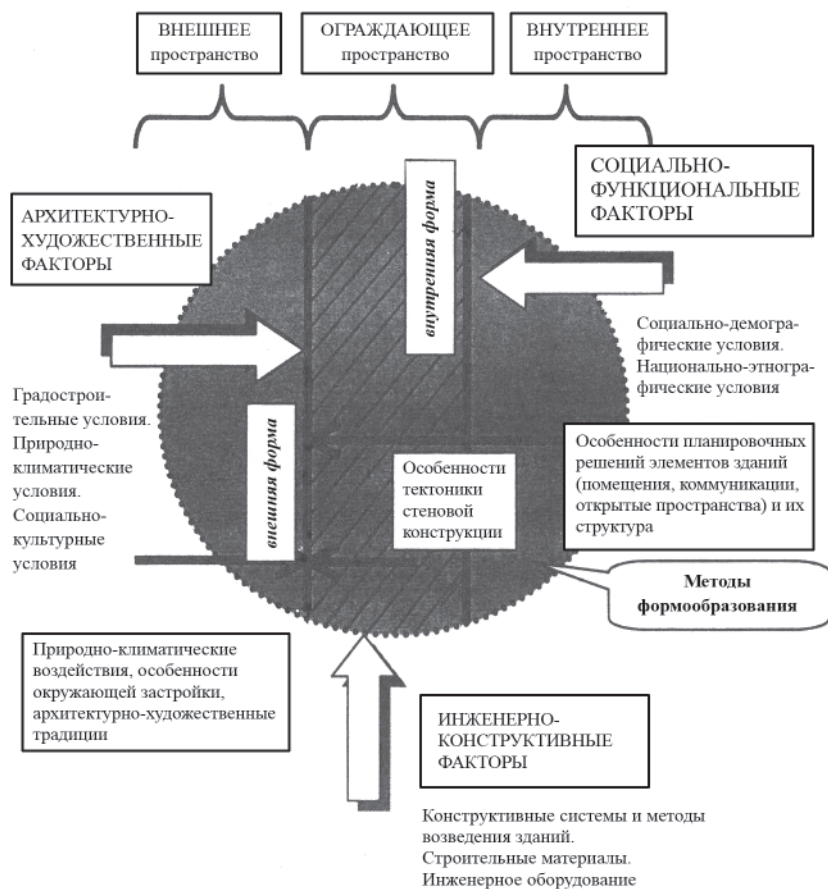 ВНЕШНЕЕ
пространство
ОГРАЖДАЮЩЕЕ
пространство
ВНУТРЕННЕЕ
пространство
АРХИТЕКТУРНО-
ХУДОЖЕСТВЕННЫЕ
ФАКТОРЫ
внутренняя форма
СОЦИАЛЬНО-
ФУНКЦИОНАЛЬНЫЕ
ФАКТОРЫ
Социально-демогра-
фические условия.
Национально-этногра-
фические условия
Градострои-
тельные условия.
Природно-
климатические
условия.
Социально-
культурные
условия
внешняя форма
Особенности
тектоники
стеновой
конструкции
Особенности планировочных
решений элементов зданий
(помещения, коммуникации,
открытые пространства) и их
структура
Методы
формообразования
Природно-климатические
воздействия, особенности
окружающей застройки,
архитектурно-художественные
традиции
ИНЖЕНЕРНО-
КОНСТРУКТИВНЫЕ
ФАКТОРЫ
Конструктивные системы и методы
возведения зданий.
Строительные материалы.
Инженерное оборудование